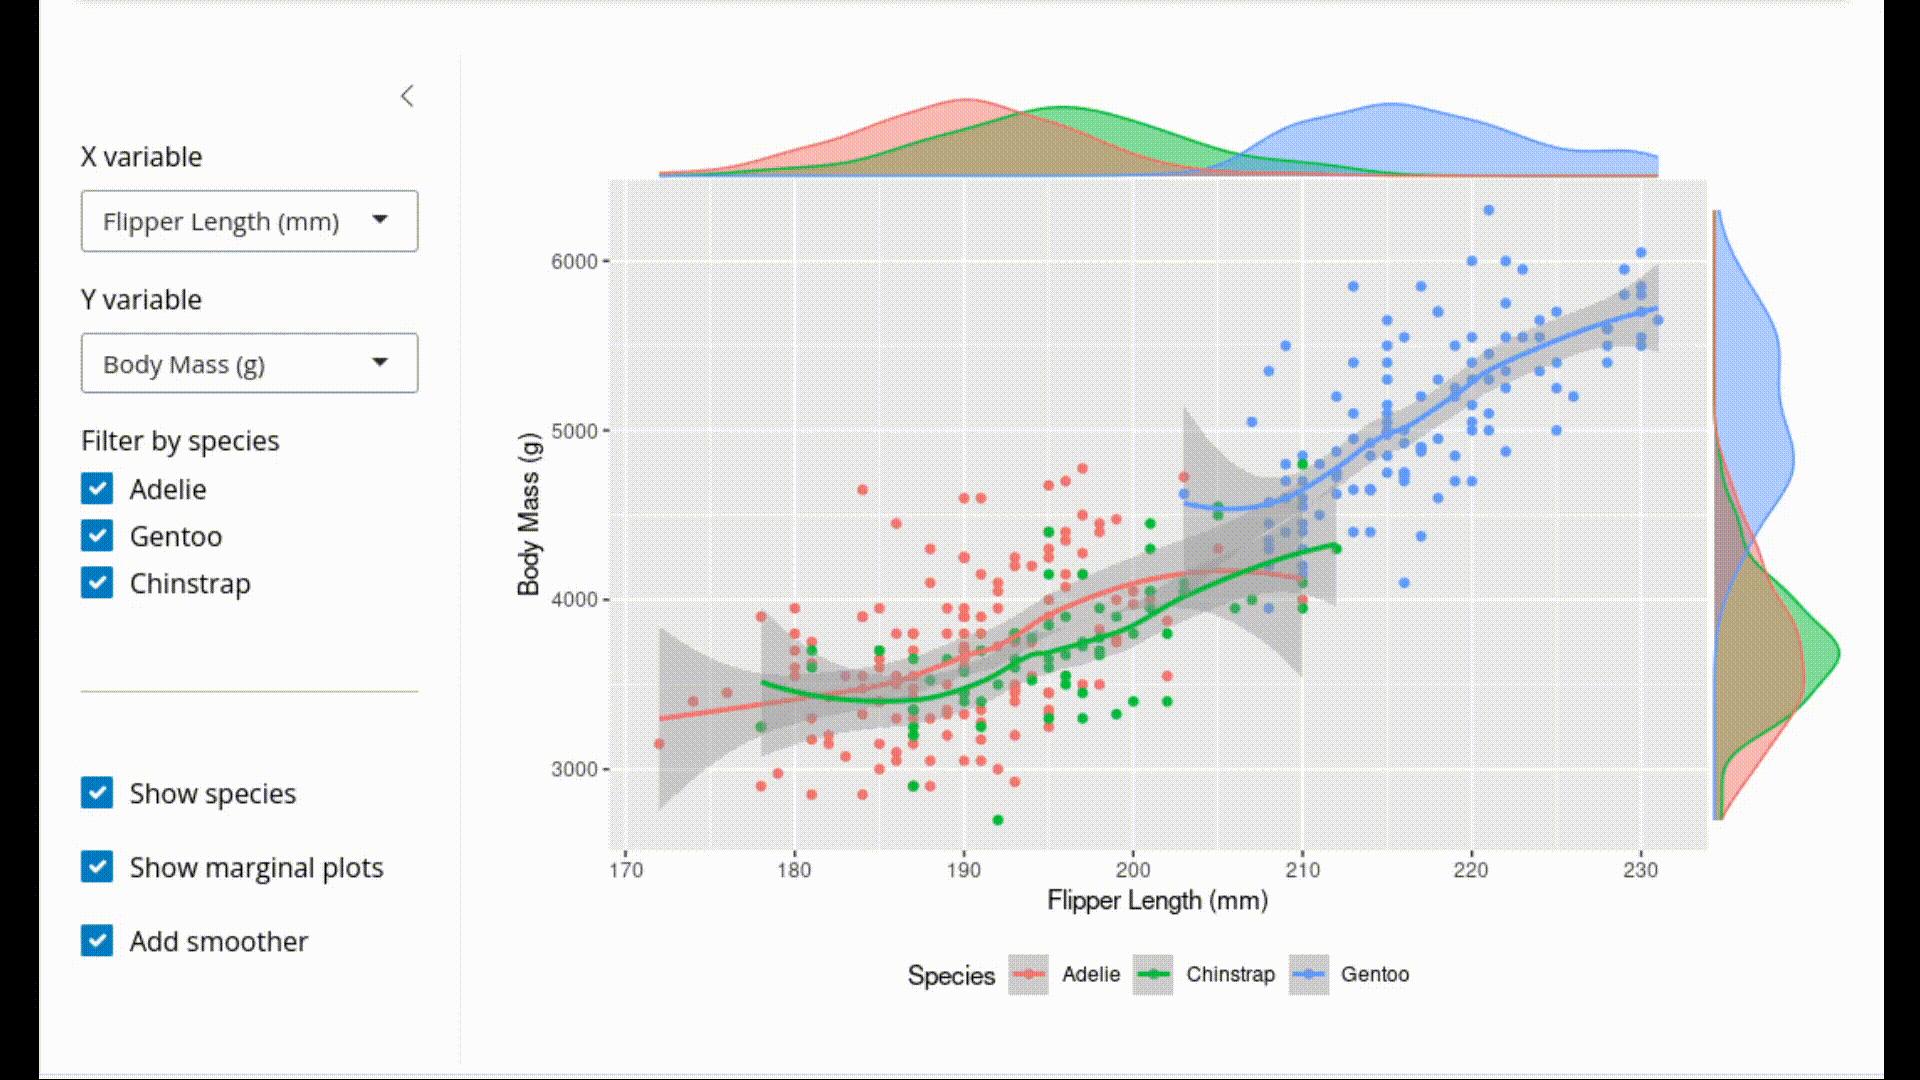 X variable
Flipper Length (mm)
Y variable
Body Mass (g)
Filter by species
Adelie
Gentoo
Chinstrap
Show species
Show marginal plots
Add smoother
Body Mass (g)
6000
5000
4000
3000
170 180 190 200 210 220 230
Flipper Length (mm)
Species Adelie Chinstrap Gentoo